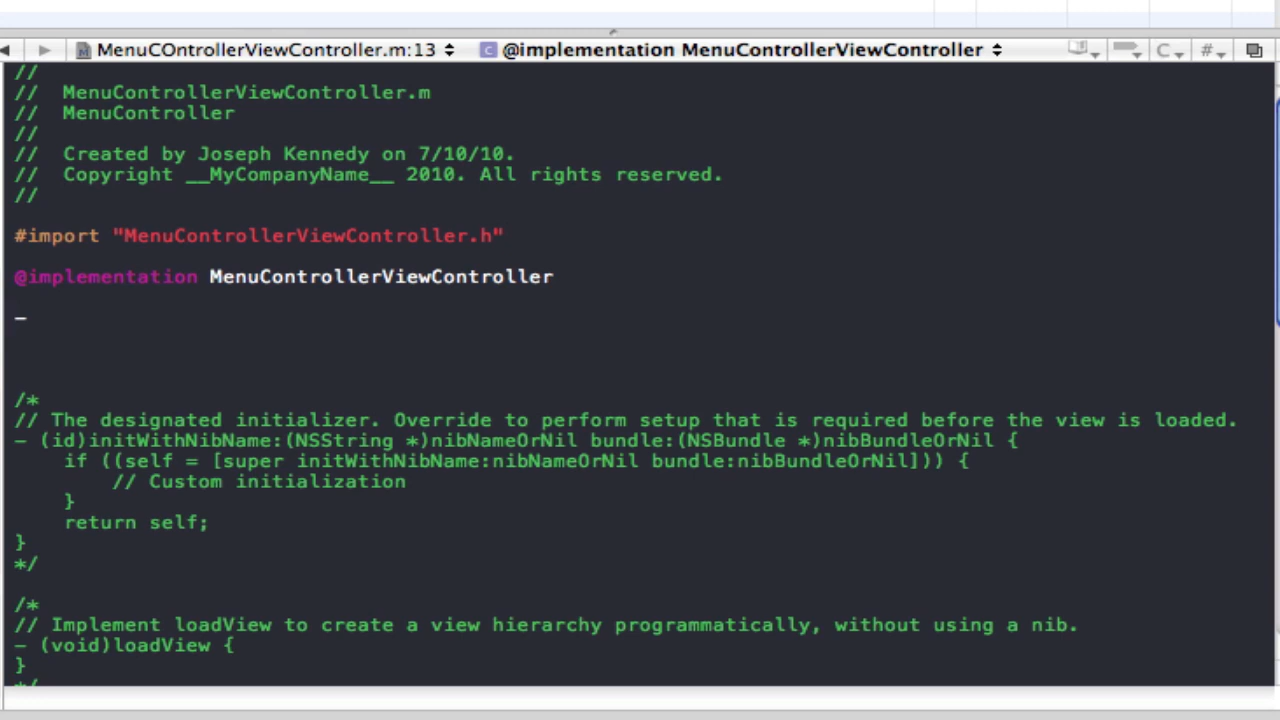 MenuCOntrollerViewController.m:13 @implementation MenuControllerViewController C #
//
// MenuControllerViewController.m
// MenuController
//
// Created by Joseph Kennedy on 7/10/10.
// Copyright __MyCompanyName__ 2010. All rights reserved.
//
#import "MenuControllerViewController.h"
@implementation MenuControllerViewController
-
/*
// The designated initializer. Override to perform setup that is required before the view is loaded.
- (id)initWithNibName:(NSString *)nibNameOrNil bundle:(NSBundle *)nibBundleOrNil {
if ((self = [super initWithNibName:nibNameOrNil bundle:nibBundleOrNil])) {
// Custom initialization
}
return self;
}
*/
/*
// Implement loadView to create a view hierarchy programmatically, without using a nib.
- (void)loadView {
}
*/